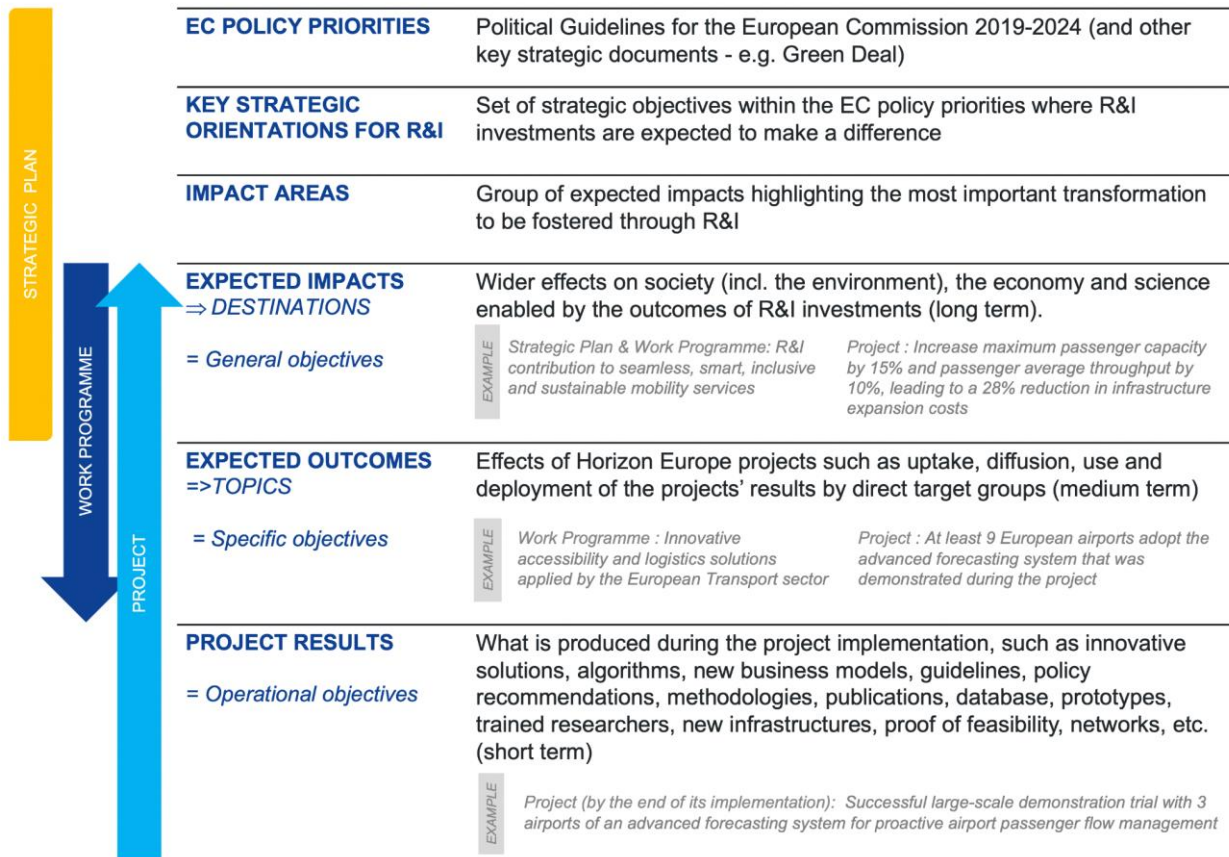 STRATEGIC PLAN
WORK PROGRAMME
PROJECT
EC POLICY PRIORITIES
Political Guidelines for the European Commission 2019-2024 (and other
key strategic documents - e.g. Green Deal)
KEY STRATEGIC
ORIENTATIONS FOR R&I
Set of strategic objectives within the EC policy priorities where R&I
investments are expected to make a difference
IMPACT AREAS
Group of expected impacts highlighting the most important transformation
to be fostered through R&I
EXPECTED IMPACTS
⇒ DESTINATIONS
= General objectives
Wider effects on society (incl. the environment), the economy and science
enabled by the outcomes of R&I investments (long term).
EXAMPLE
Strategic Plan & Work Programme: R&I
contribution to seamless, smart, inclusive
and sustainable mobility services
Project : Increase maximum passenger capacity
by 15% and passenger average throughput by
10%, leading to a 28% reduction in infrastructure
expansion costs
EXPECTED OUTCOMES
=>TOPICS
= Specific objectives
Effects of Horizon Europe projects such as uptake, diffusion, use and
deployment of the projects' results by direct target groups (medium term)
EXAMPLE
Work Programme : Innovative
accessibility and logistics solutions
applied by the European Transport sector
Project : At least 9 European airports adopt the
advanced forecasting system that was
demonstrated during the project
PROJECT RESULTS
= Operational objectives
What is produced during the project implementation, such as innovative
solutions, algorithms, new business models, guidelines, policy
recommendations, methodologies, publications, database, prototypes,
trained researchers, new infrastructures, proof of feasibility, networks, etc.
(short term)
EXAMPLE
Project (by the end of its implementation): Successful large-scale demonstration trial with 3
airports of an advanced forecasting system for proactive airport passenger flow management